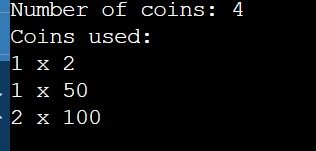 Number of coins: 4
Coins used:
1 x 2
1 x 50
2 x 100